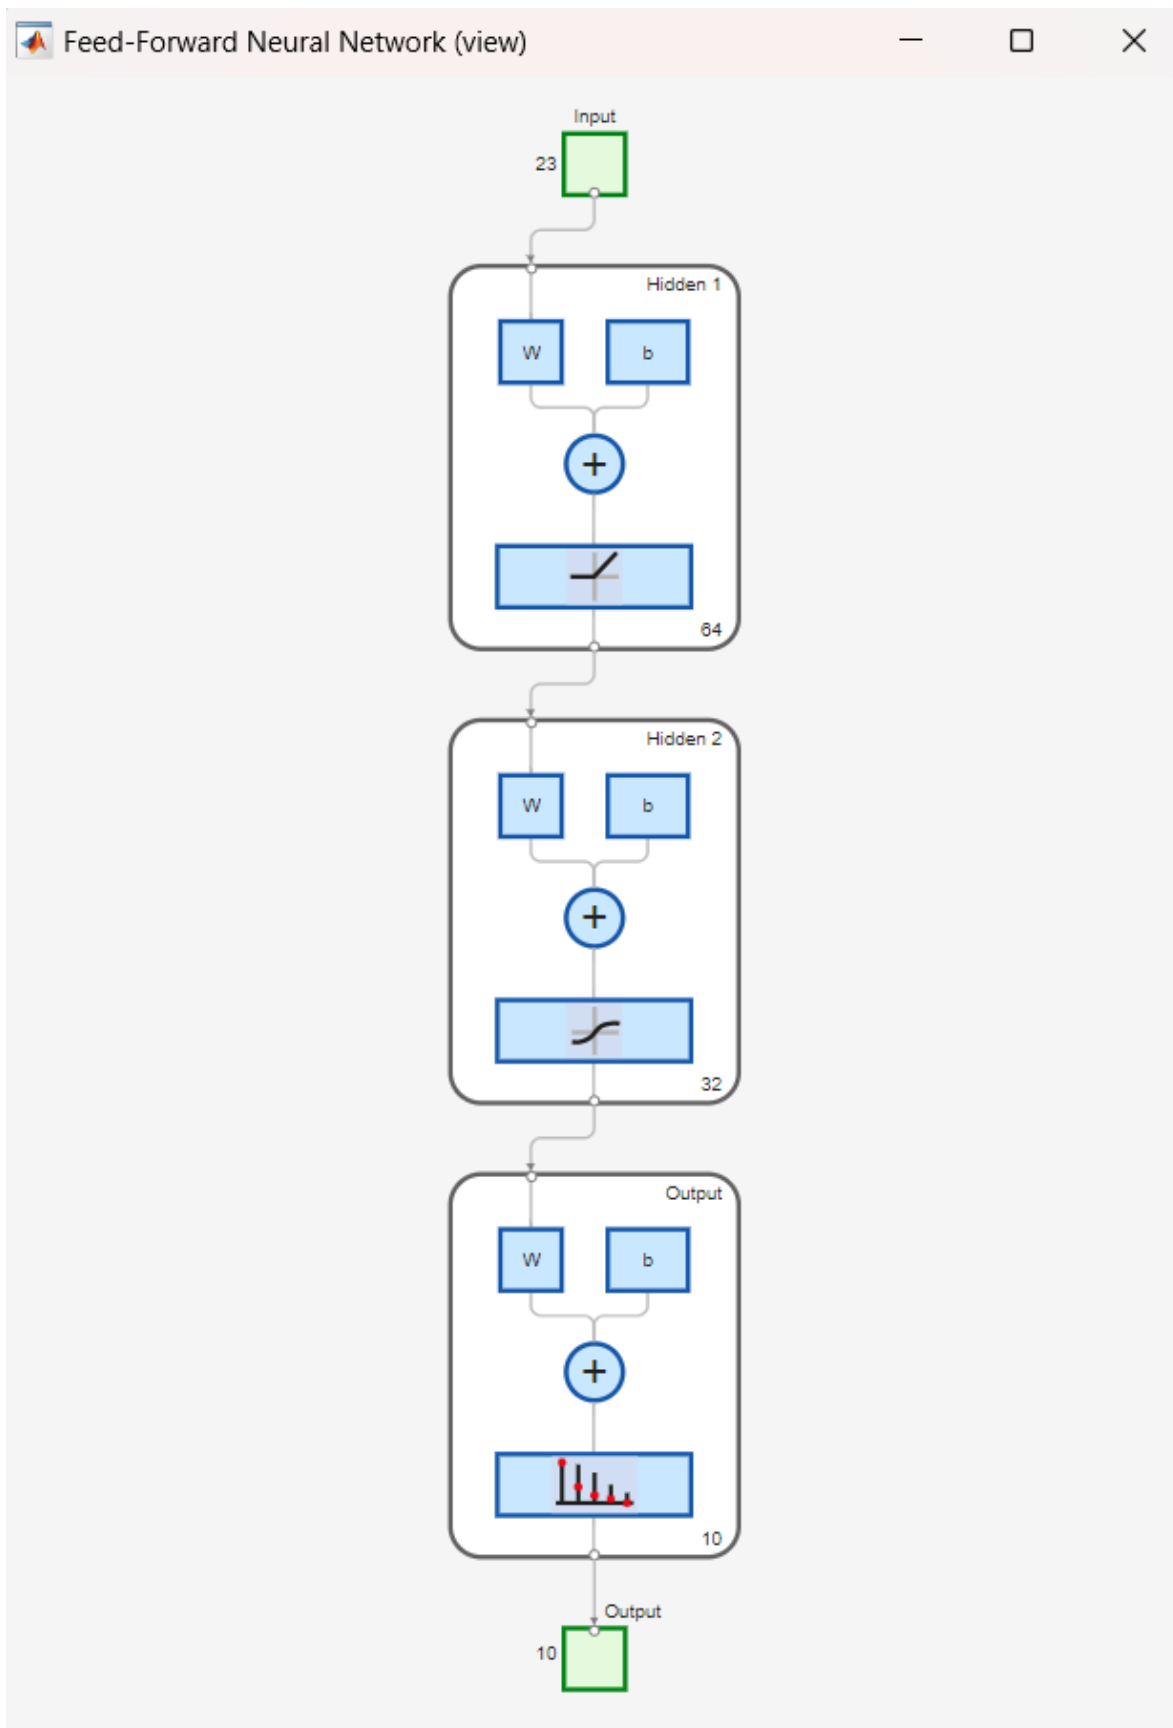 Feed-Forward Neural Network (view)
Input
23
Hidden 1
W b
+
64
Hidden 2
W b
+
32
Output
W b
+
10
Output
10